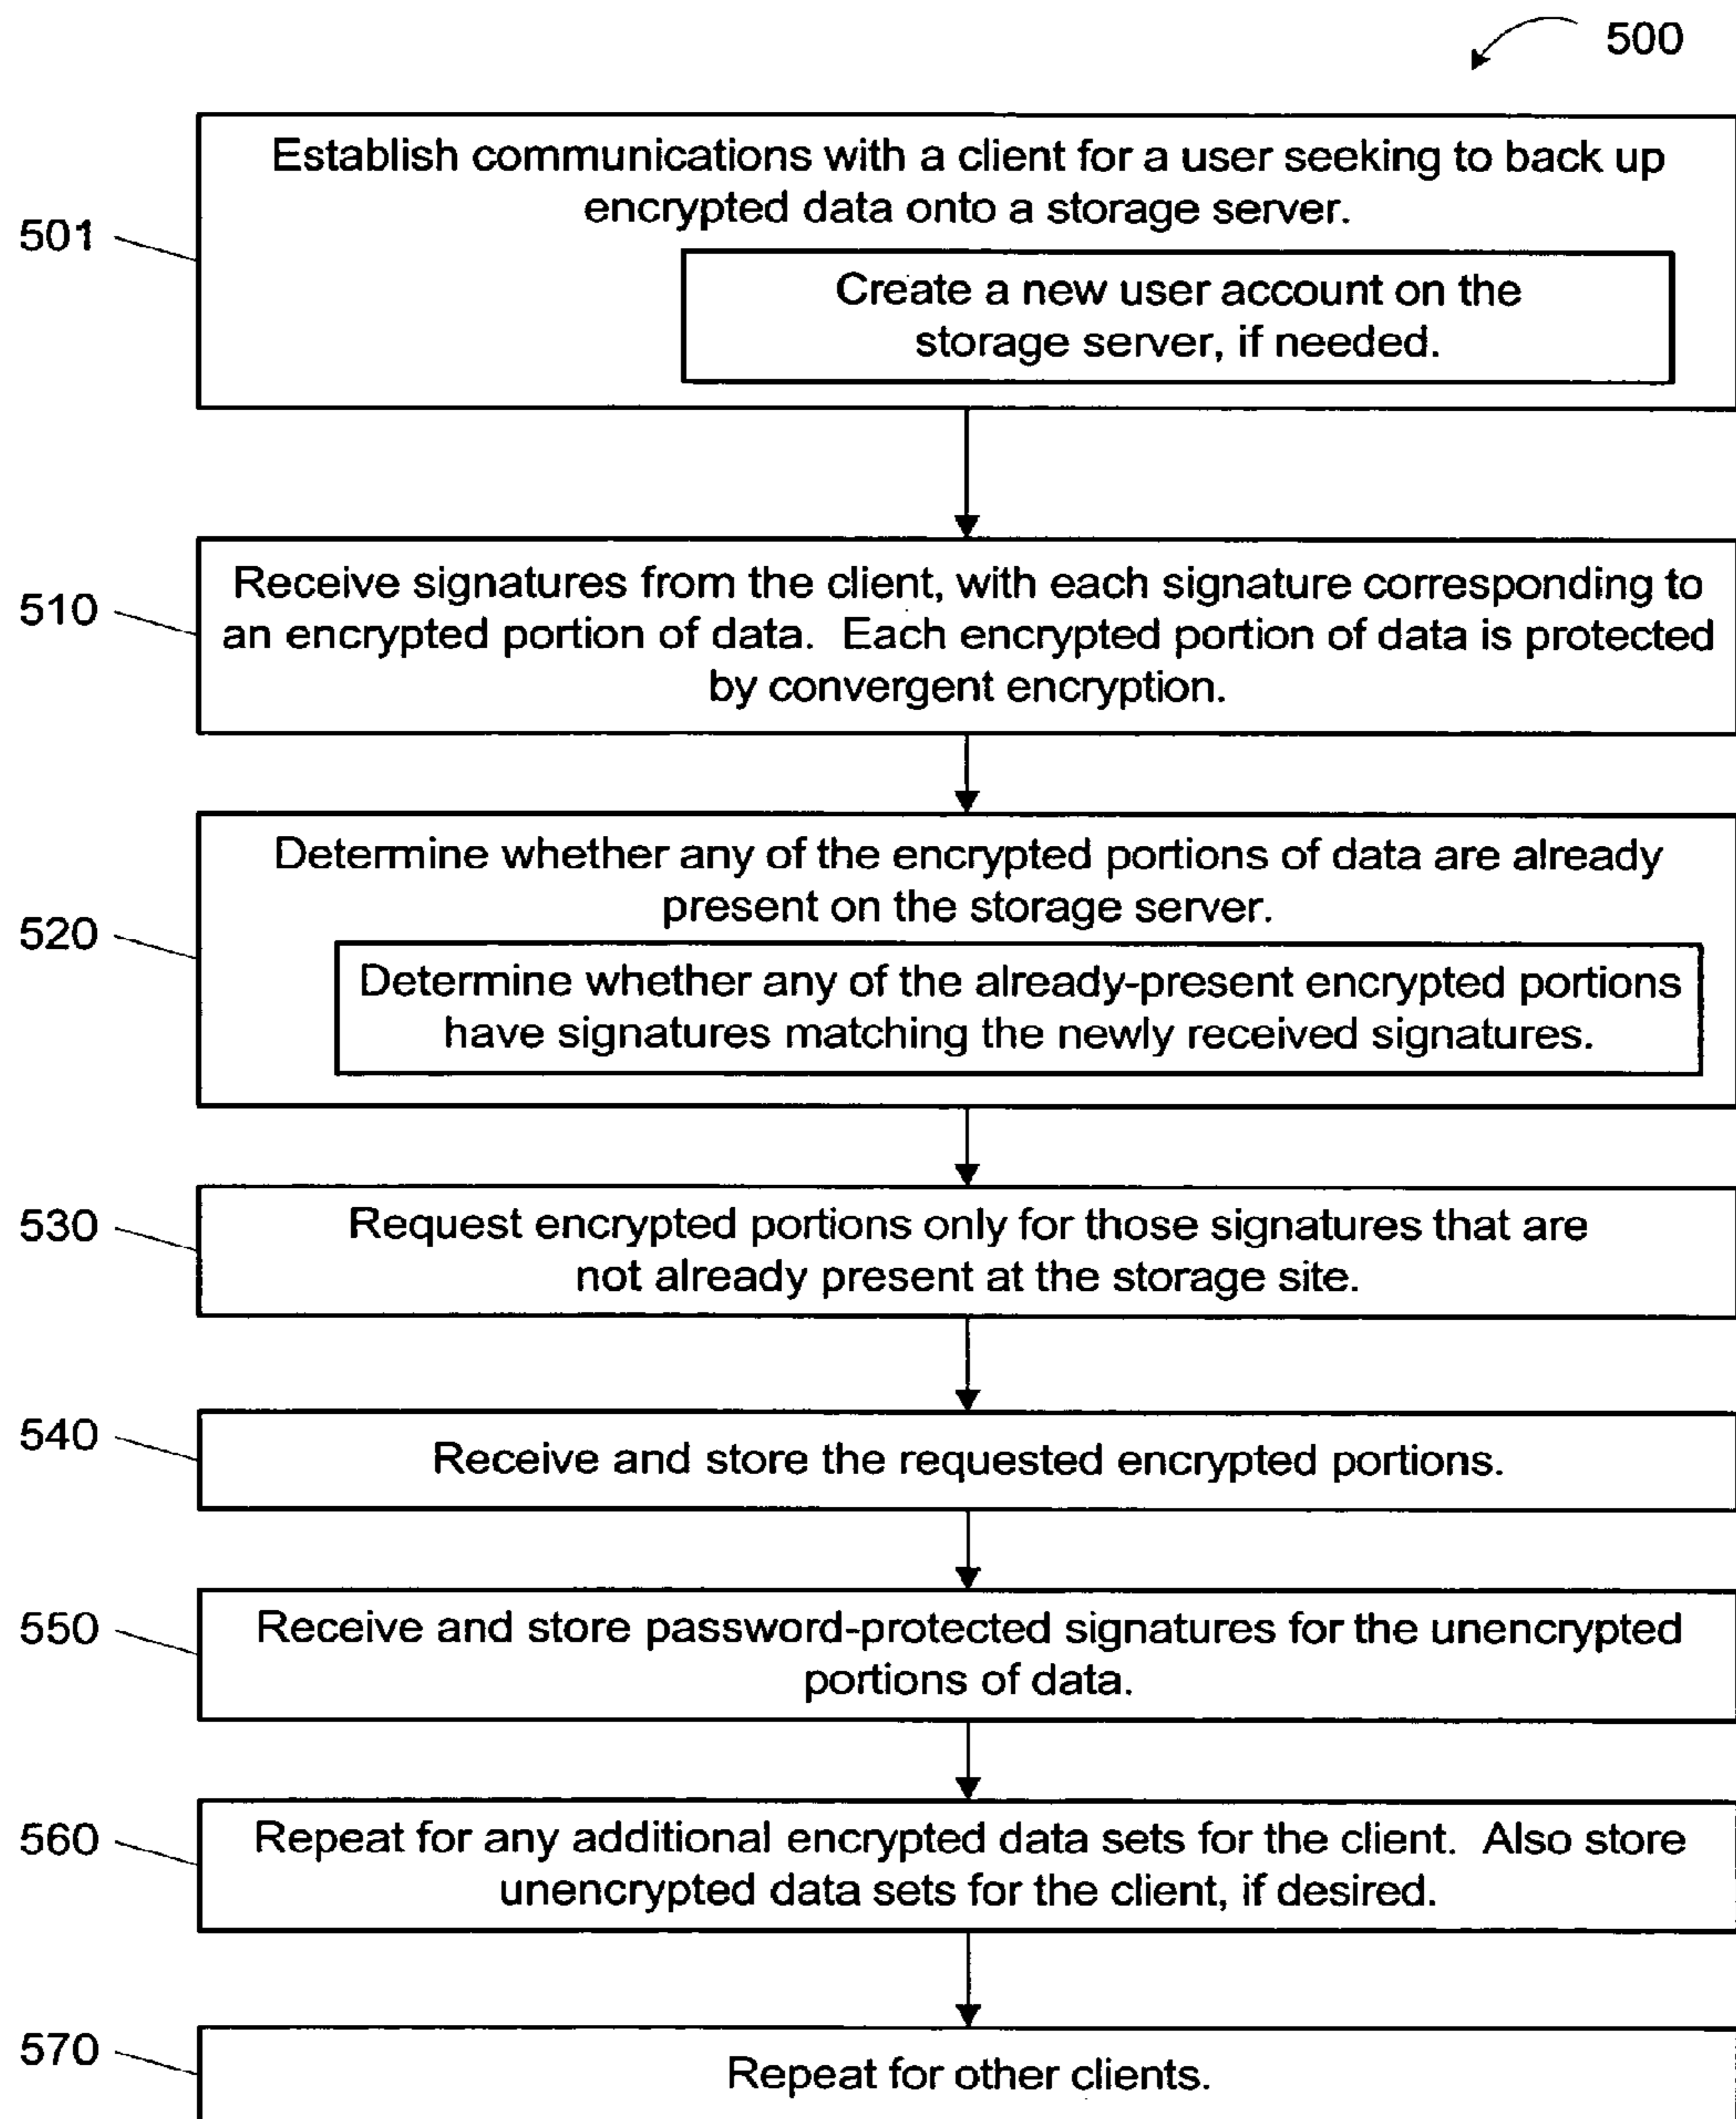 500
501
Establish communications with a client for a user seeking to back up
encrypted data onto a storage server.
Create a new user account on the
storage server, if needed.
510
Receive signatures from the client, with each signature corresponding to
an encrypted portion of data. Each encrypted portion of data is protected
by convergent encryption.
520
Determine whether any of the encrypted portions of data are already
present on the storage server.
Determine whether any of the already-present encrypted portions
have signatures matching the newly received signatures.
530
Request encrypted portions only for those signatures that are
not already present at the storage site.
540
Receive and store the requested encrypted portions.
550
Receive and store password-protected signatures for the unencrypted
portions of data.
560
Repeat for any additional encrypted data sets for the client. Also store
unencrypted data sets for the client, if desired.
570
Repeat for other clients.